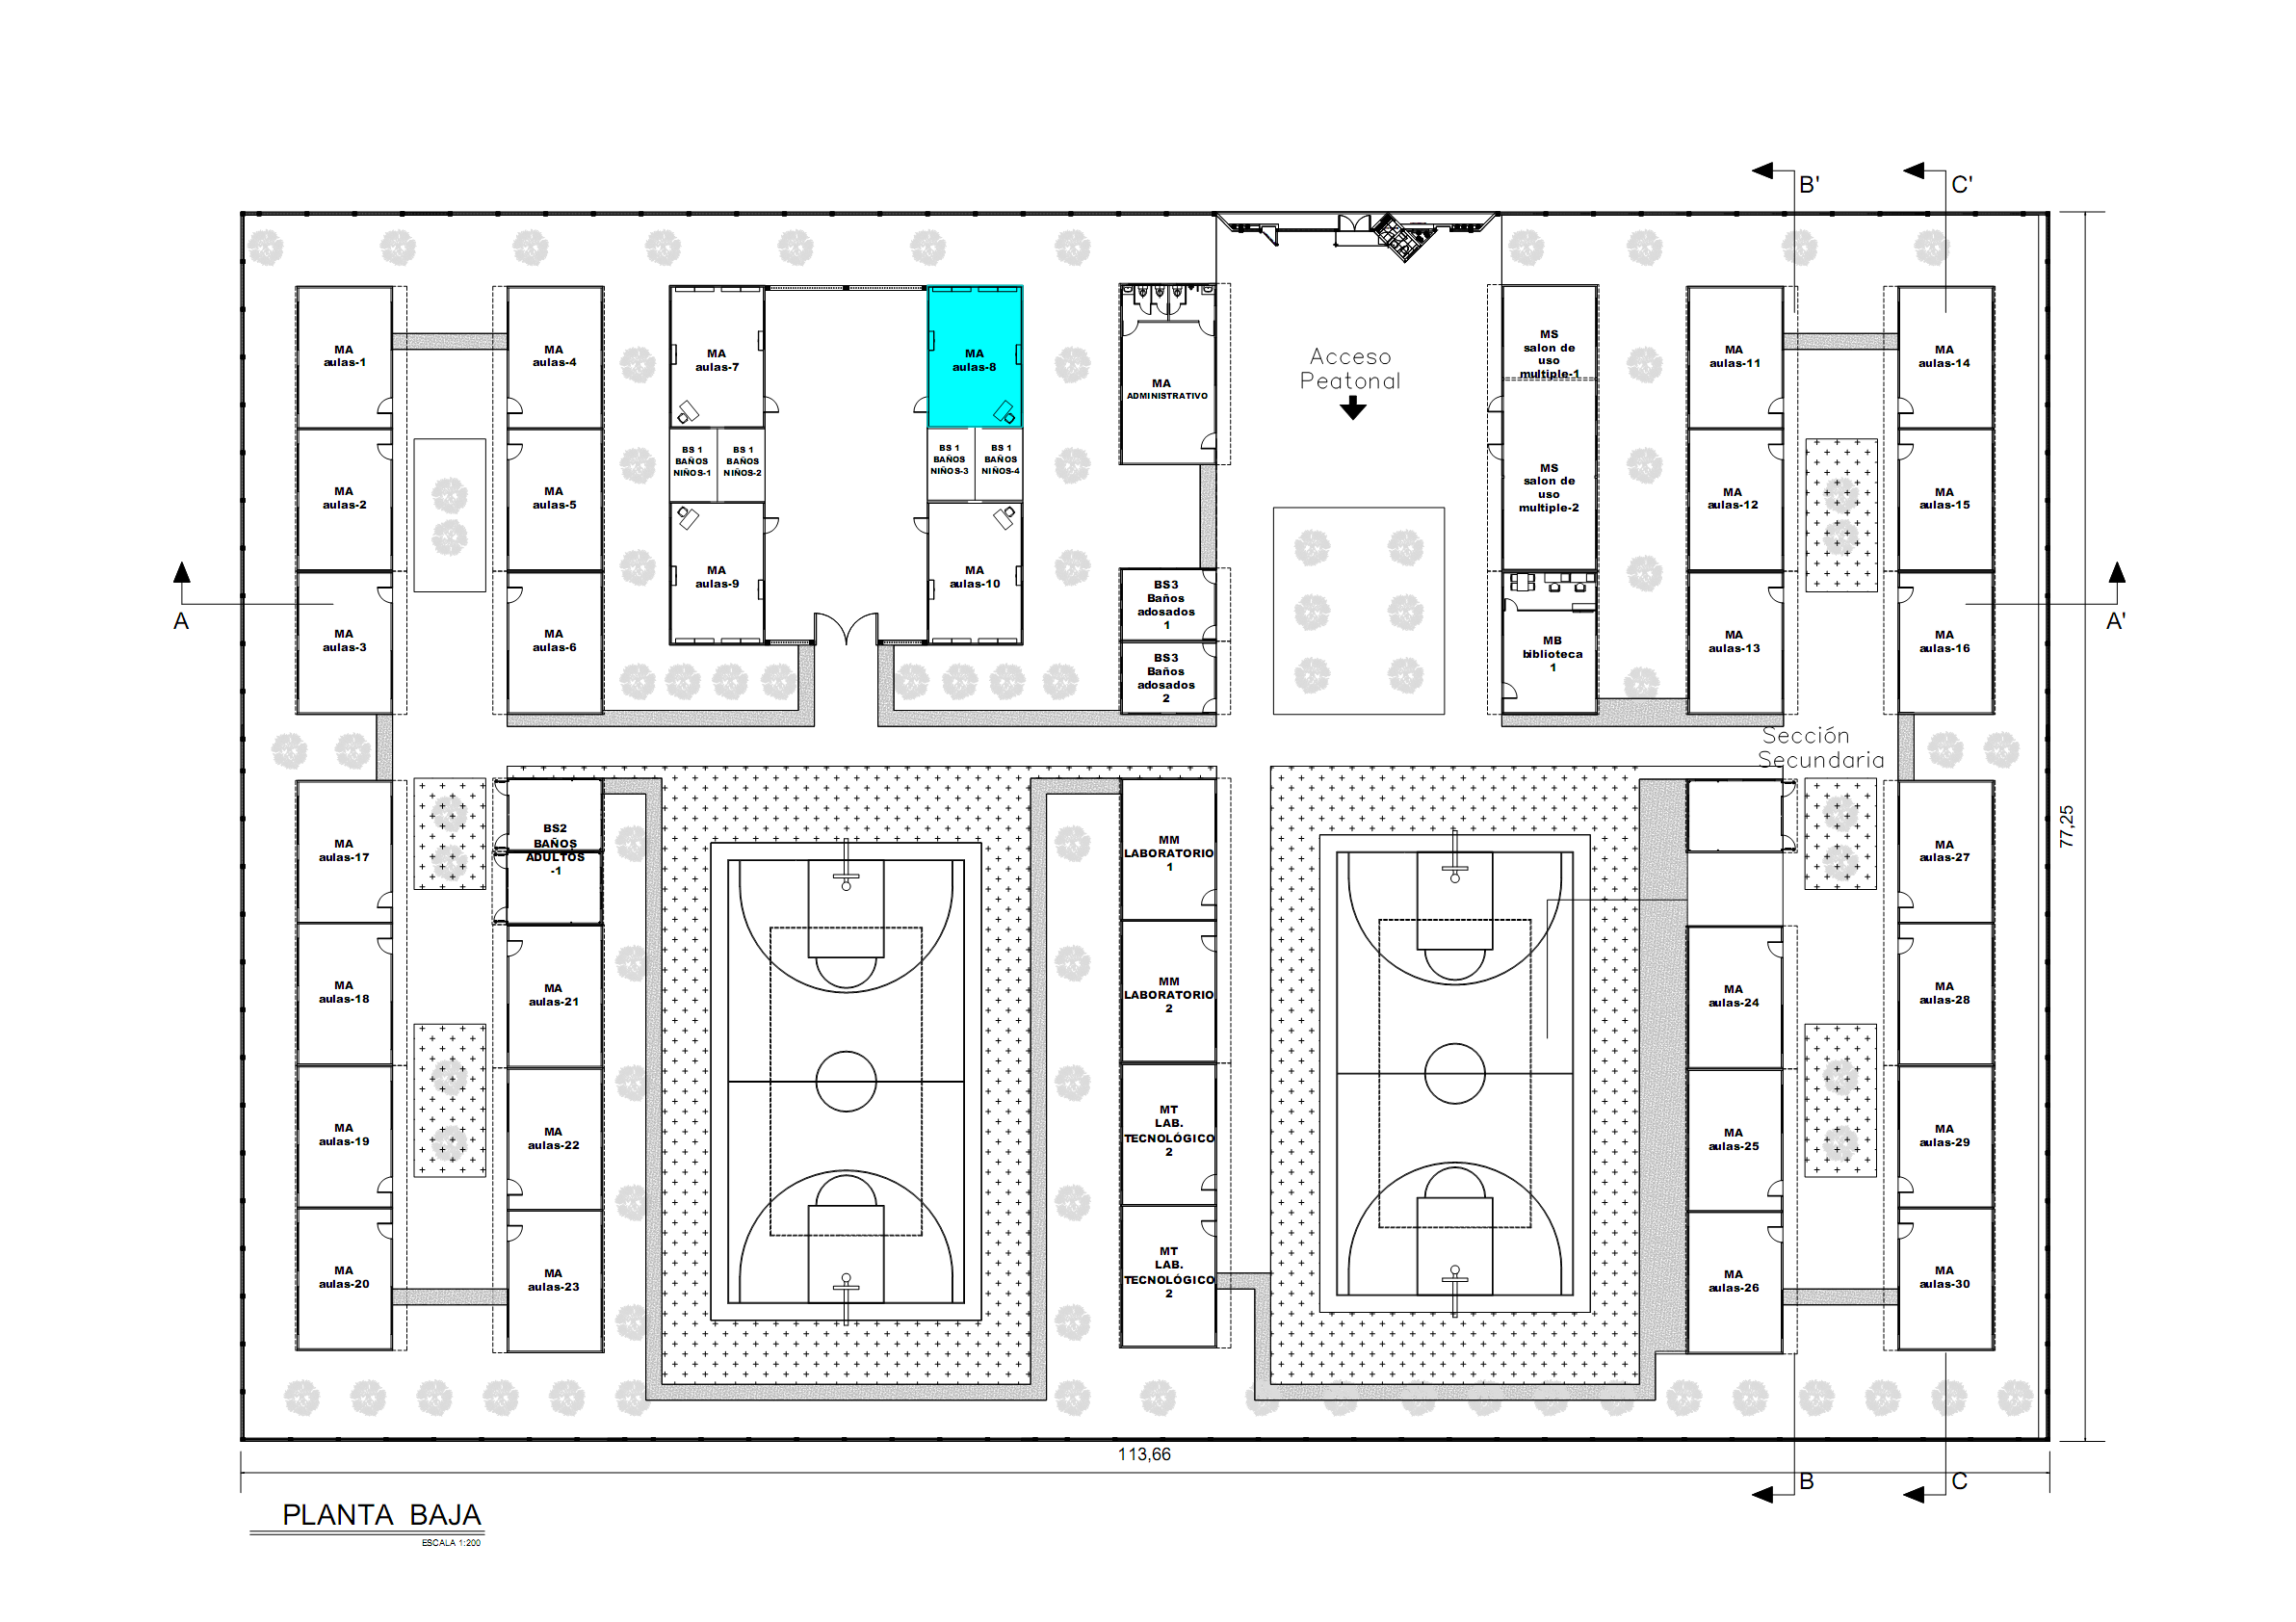 B'
C'
MA
aulas-1
MA
aulas-4
MA
aulas-7
MA
aulas-8
MA
ADMINISTRATIVO
Acceso
Peatonal
MS
salon de
uso
multiple-1
MA
aulas-11
MA
aulas-14
BS 1
BAÑOS
NIÑOS-1
BS 1
BAÑOS
NIÑOS-2
BS 1
BAÑOS
NIÑOS-3
BS 1
BAÑOS
NIÑOS-4
MA
aulas-2
MA
aulas-5
MS
salon de
uso
multiple-2
MA
aulas-12
MA
aulas-15
MA
aulas-9
MA
aulas-10
BS3
Baños
adosados
1
A
A'
MA
aulas-3
MA
aulas-6
BS3
Baños
adosados
2
MB
biblioteca
1
MA
aulas-13
MA
aulas-16
Sección
Secundaria
MA
aulas-17
BS2
BAÑOS
ADULTOS
-1
MM
LABORATORIO
1
MA
aulas-27
77,25
MA
aulas-18
MA
aulas-21
MM
LABORATORIO
2
MA
aulas-24
MA
aulas-28
MA
aulas-19
MA
aulas-22
MT
LAB.
TECNOLÓGICO
2
MA
aulas-25
MA
aulas-29
MA
aulas-20
MA
aulas-23
MT
LAB.
TECNOLÓGICO
2
MA
aulas-26
MA
aulas-30
113,66
B
C
PLANTA BAJA
ESCALA 1:200